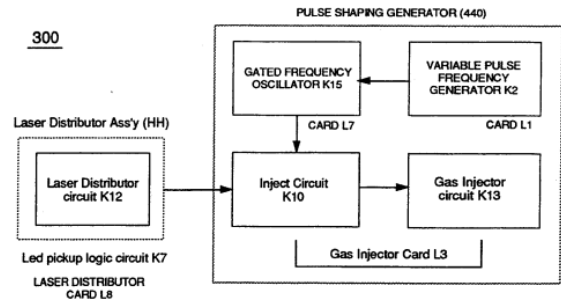 PULSE SHAPING GENERATOR (440)
300
GATED FREQUENCY
OSCILLATOR K15
VARIABLE PULSE
FREQUENCY
GENERATOR K2
Laser Distributor Ass'y (HH)
CARD L7
CARD L1
Laser Distributor
circuit K12
Inject Circuit
K10
Gas Injector
circuit K13
Led pickup logic circuit K7
Gas Injector Card L3
LASER DISTRIBUTOR
CARD L8